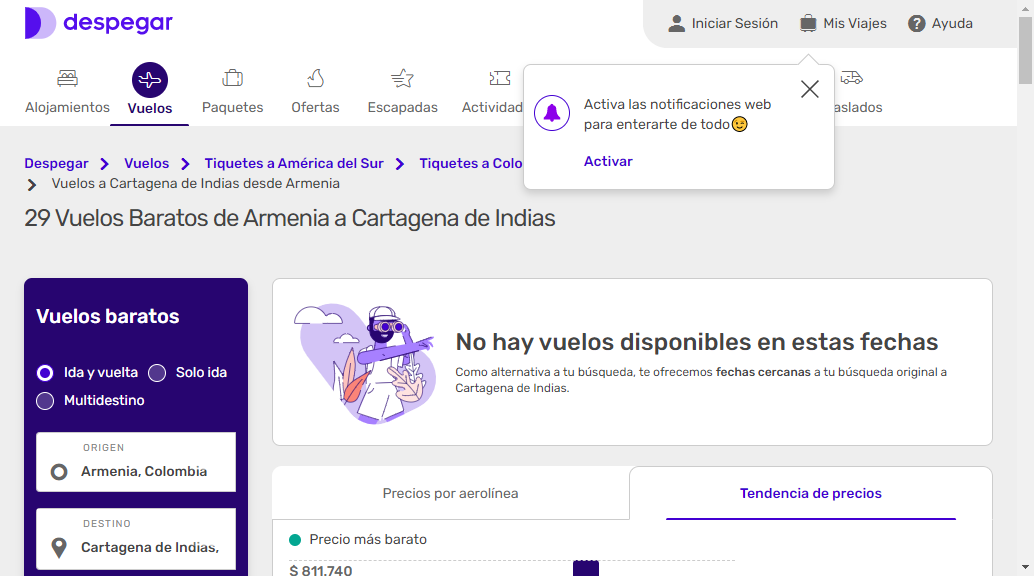 despegar
Iniciar Sesión
Mis Viajes
Ayuda
Alojamientos
Vuelos
Paquetes
Ofertas
Escapadas
Actividad
aslados
Activa las notificaciones web
para enterarte de todo😉
Activar
Despegar > Vuelos > Tiquetes a América del Sur > Tiquetes a Colo
> Vuelos a Cartagena de Indias desde Armenia
29 Vuelos Baratos de Armenia a Cartagena de Indias
Vuelos baratos
Ida y vuelta
Solo ida
Multidestino
ORIGEN
Armenia, Colombia
DESTINO
Cartagena de Indias,
No hay vuelos disponibles en estas fechas
Como alternativa a tu búsqueda, te ofrecemos fechas cercanas a tu búsqueda original a
Cartagena de Indias.
Precios por aerolínea
Tendencia de precios
Precio más barato
$ 811.740